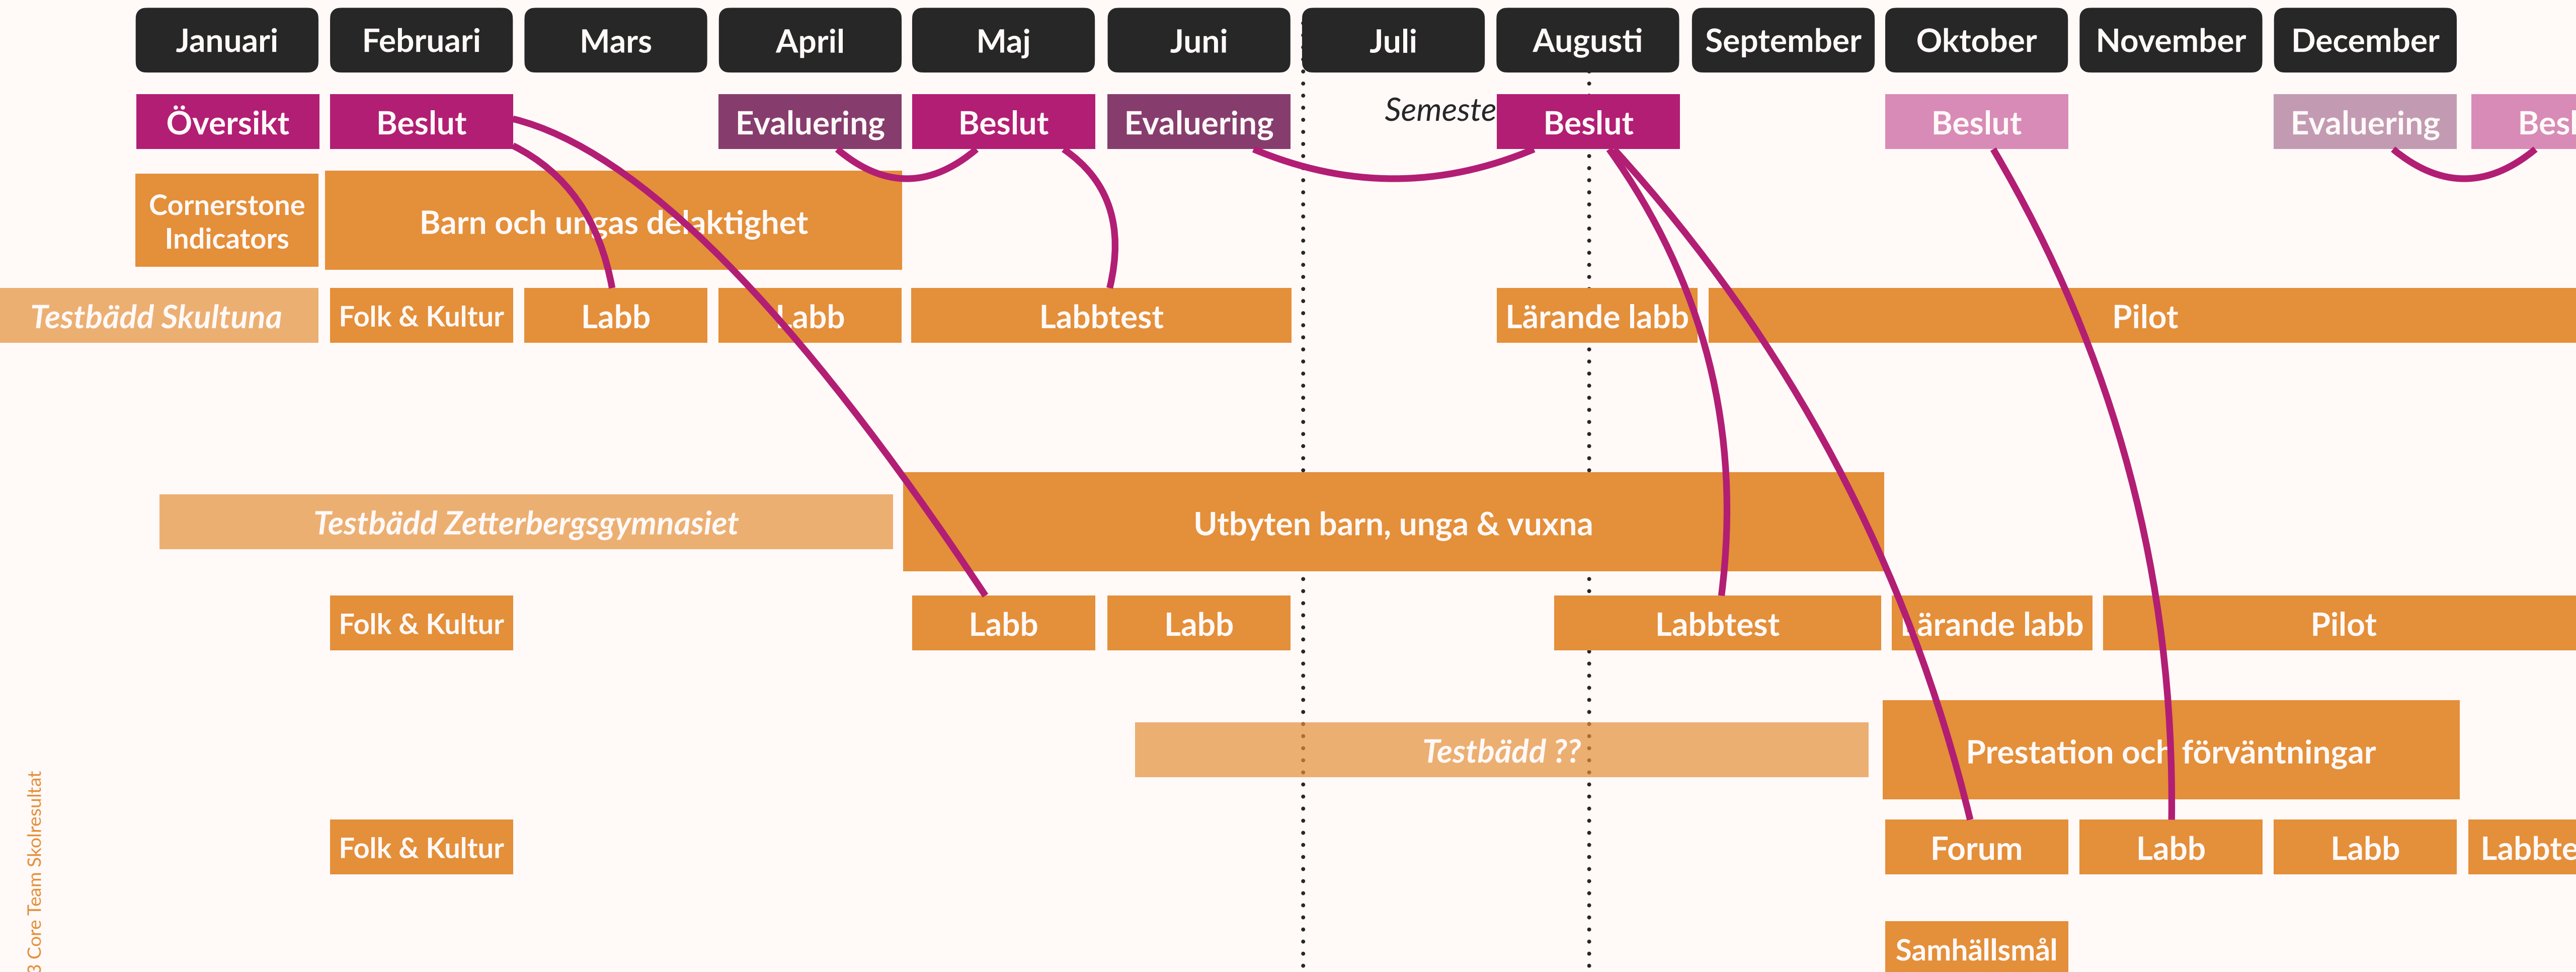 Januari
Februari
Mars
April
Maj
Juni
Juli
Augusti
September
Oktober
November
December
Översikt
Beslut
Evaluering
Beslut
Evaluering
Semeste
Beslut
Beslut
Evaluering
Besl
Cornerstone
Indicators
Barn och ungas delaktighet
Testbädd Skultuna
Folk & Kultur
Labb
Labb
Labbtest
Lärande labb
Pilot
Testbädd Zetterbergsgymnasiet
Utbyten barn, unga & vuxna
Folk & Kultur
Labb
Labb
Labbtest
Lärande labb
Pilot
Testbädd ??
Prestation och förväntningar
Folk & Kultur
Forum
Labb
Labb
Labbte
Samhällsmål
3 Core Team Skolresultat